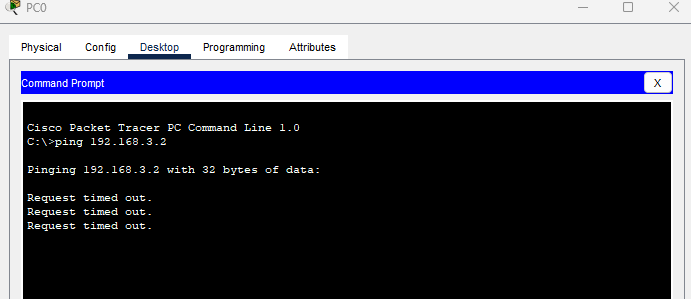 PC0
Physical Config Desktop Programming Attributes
Command Prompt
X
Cisco Packet Tracer PC Command Line 1.0
C:\>ping 192.168.3.2
Pinging 192.168.3.2 with 32 bytes of data:
Request timed out.
Request timed out.
Request timed out.